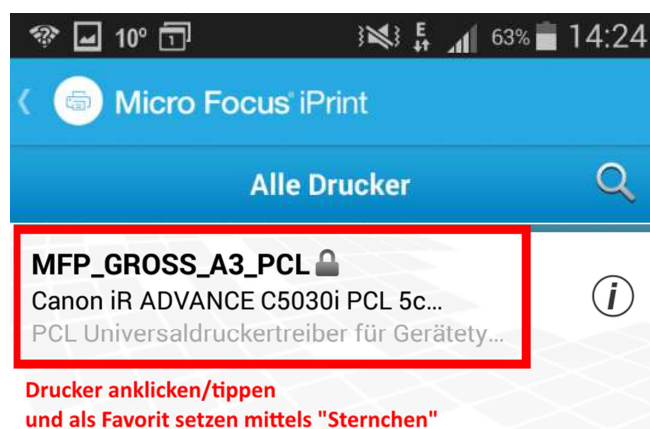 10° 1 E 63% 14:24
Micro Focus® iPrint
Alle Drucker
MFP_GROSS_A3_PCL
Canon iR ADVANCE C5030i PCL 5c...
i
PCL Universaldruckertreiber für Gerätety...
Drucker anklicken/tippen
und als Favorit setzen mittels "Sternchen"